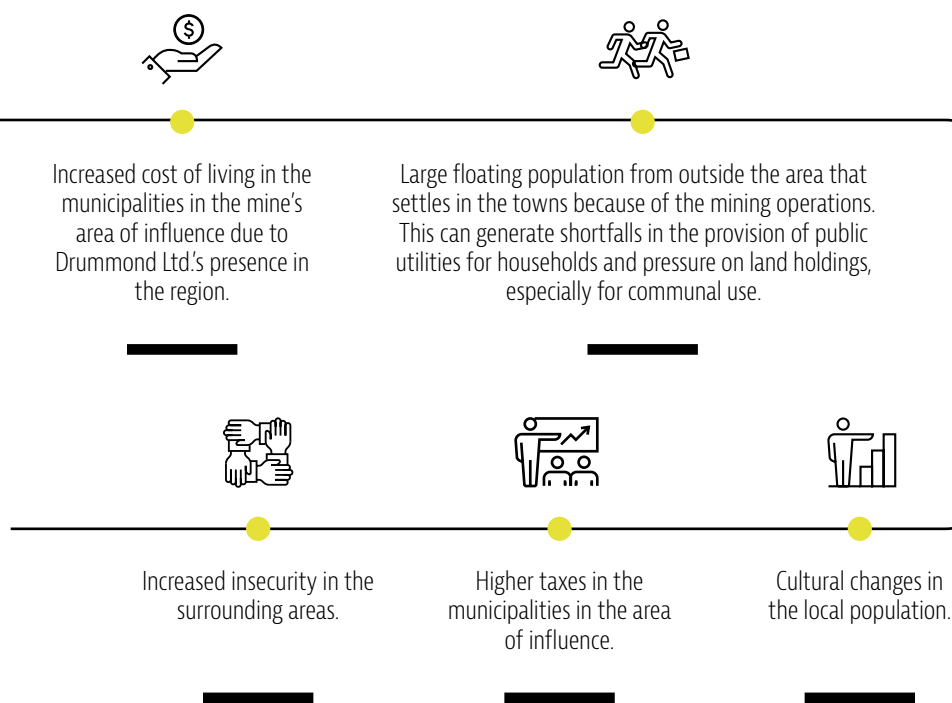 $
Increased cost of living in the
municipalities in the mine's
area of influence due to
Drummond Ltd.'s presence in
the region.
Large floating population from outside the area that
settles in the towns because of the mining operations.
This can generate shortfalls in the provision of public
utilities for households and pressure on land holdings,
especially for communal use.
Increased insecurity in the
surrounding areas.
Higher taxes in the
municipalities in the area
of influence.
Cultural changes in
the local population.